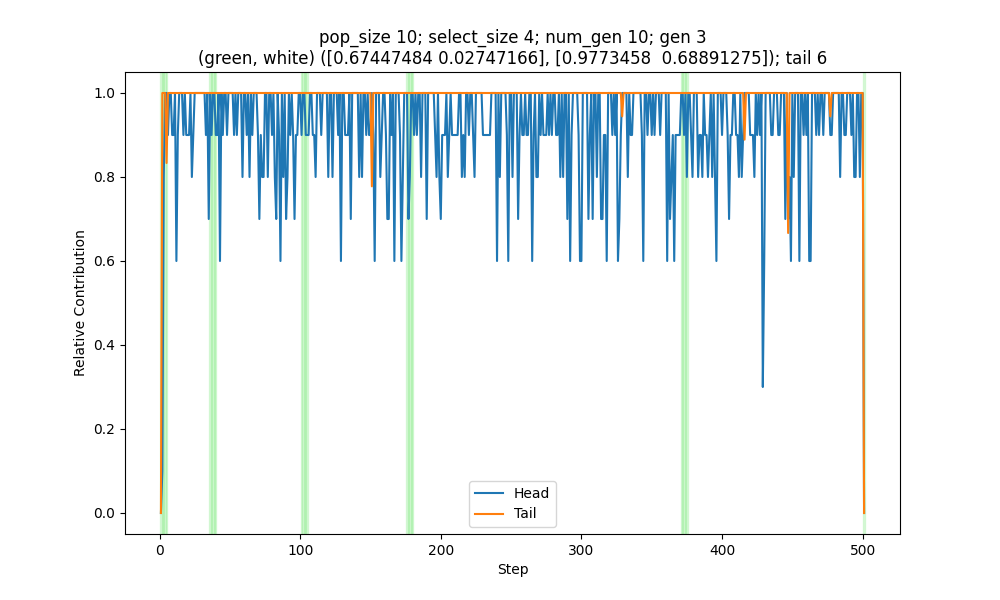 pop_size 10; select_size 4; num_gen 10; gen 3
(green, white) ([0.67447484 0.02747166], [0.9773458  0.68891275]); tail 6
1.0
0.8
0.6
0.4
0.2
0.0
Relative Contribution
Head
Tail
0 100 200 300 400 500
Step